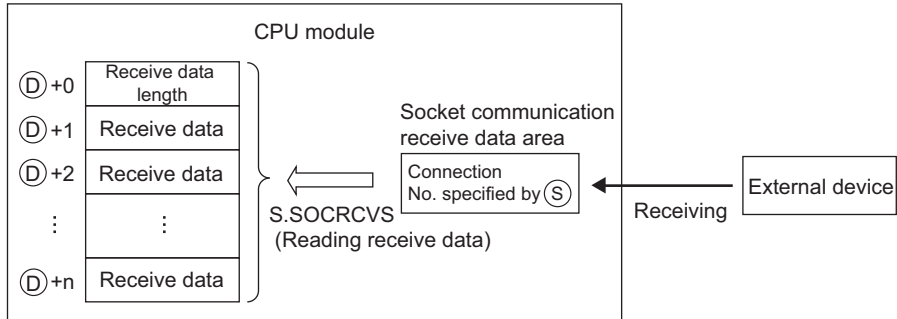 CPU module
Ⓓ+0 Receive data
length
Ⓓ+1 Receive data
Ⓓ+2 Receive data
⋮ ⋮
Ⓓ+n Receive data
S.SOCRCVS
(Reading receive data)
Socket communication
receive data area
Connection
No. specified by Ⓢ
Receiving
External device